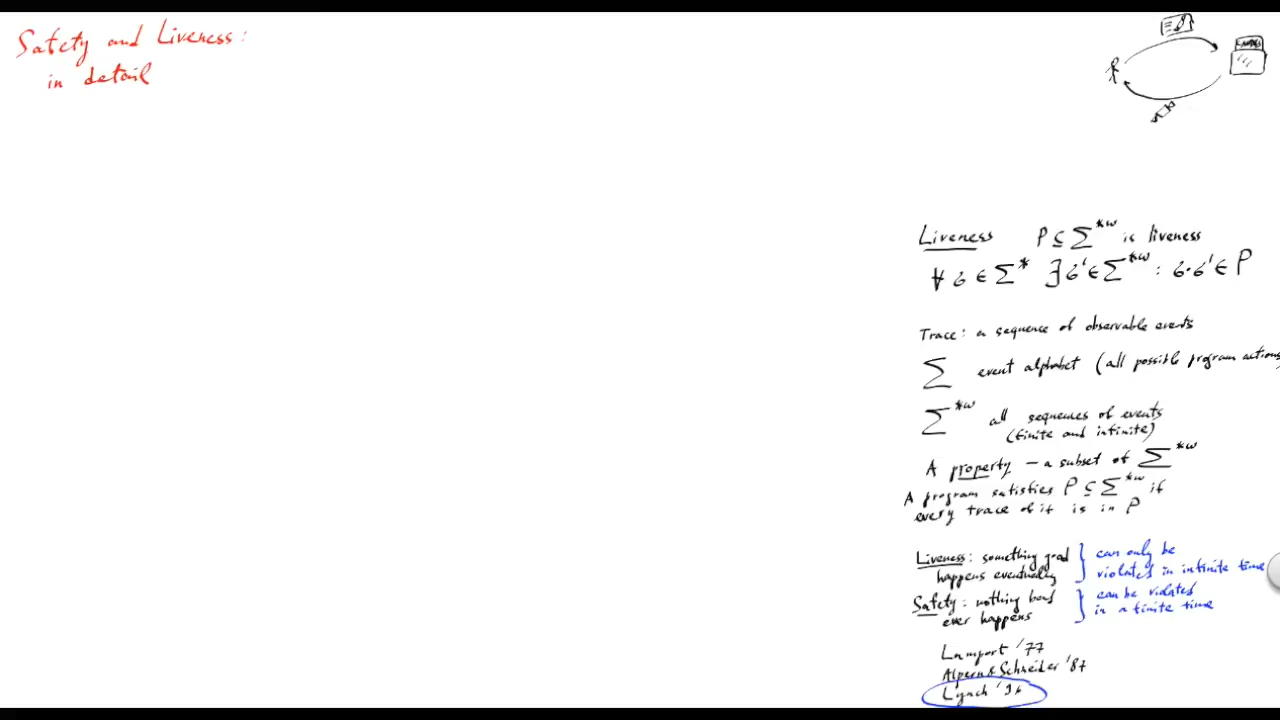 Safety and Liveness:
in detail
Liveness P ⊆ Σ*ω is liveness
∀ σ ∈ Σ* ∃ σ' ∈ Σ*ω : σ·σ' ∈ P
Trace: a sequence of observable events
Σ event alphabet (all possible program actions
Σ*ω all sequences of events
(finite and infinite)
A property – a subset of Σ*ω
A program satisfies P ⊆ Σ*ω if
every trace of it is in P
Liveness: something good } can only be
happens eventually violated in infinite time
Safety: nothing bad } can be violated
ever happens in a finite time
Lamport '77
Alpern & Schneider '87
Lynch '96